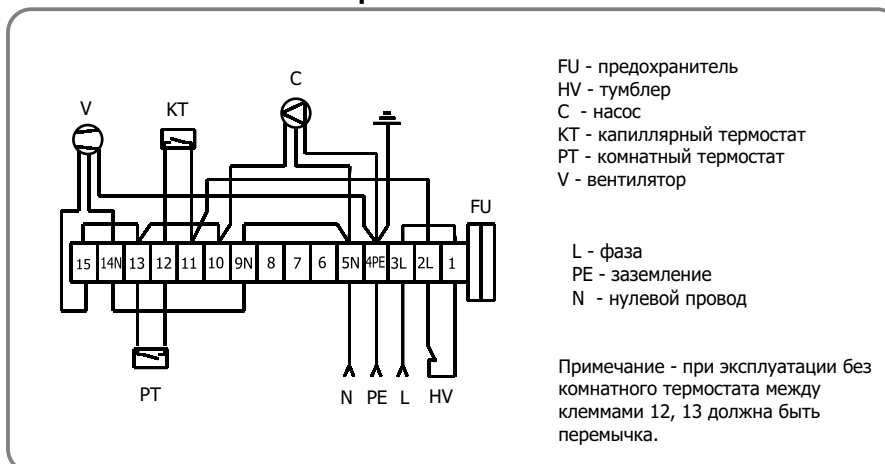 V
KT
C
FU
15 14N 13 12 11 10 9N 8 7 6 5N 4PE 3L 2L 1
PT
N PE L HV
FU - предохранитель
HV - тумблер
C - насос
KT - капиллярный термостат
PT - комнатный термостат
V - вентилятор
L - фаза
PE - заземление
N - нулевой провод
Примечание - при эксплуатации без
комнатного термостата между
клеммами 12, 13 должна быть
перемычка.